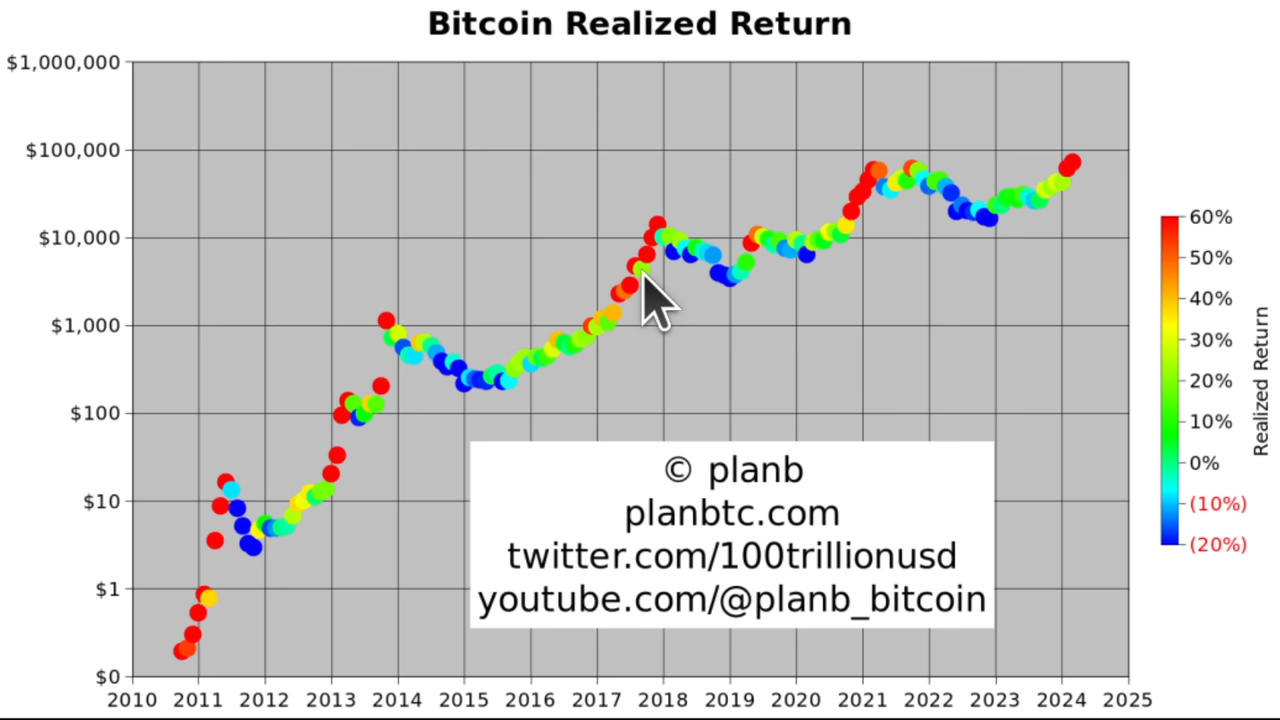 Bitcoin Realized Return
$1,000,000
$100,000
$10,000
$1,000
$100
$10
$1
$0
2010 2011 2012 2013 2014 2015 2016 2017 2018 2019 2020 2021 2022 2023 2024 2025
© planb
planbtc.com
twitter.com/100trillionusd
youtube.com/@planb_bitcoin
60%
50%
40%
30%
20%
10%
0%
(10%)
(20%)
Realized Return